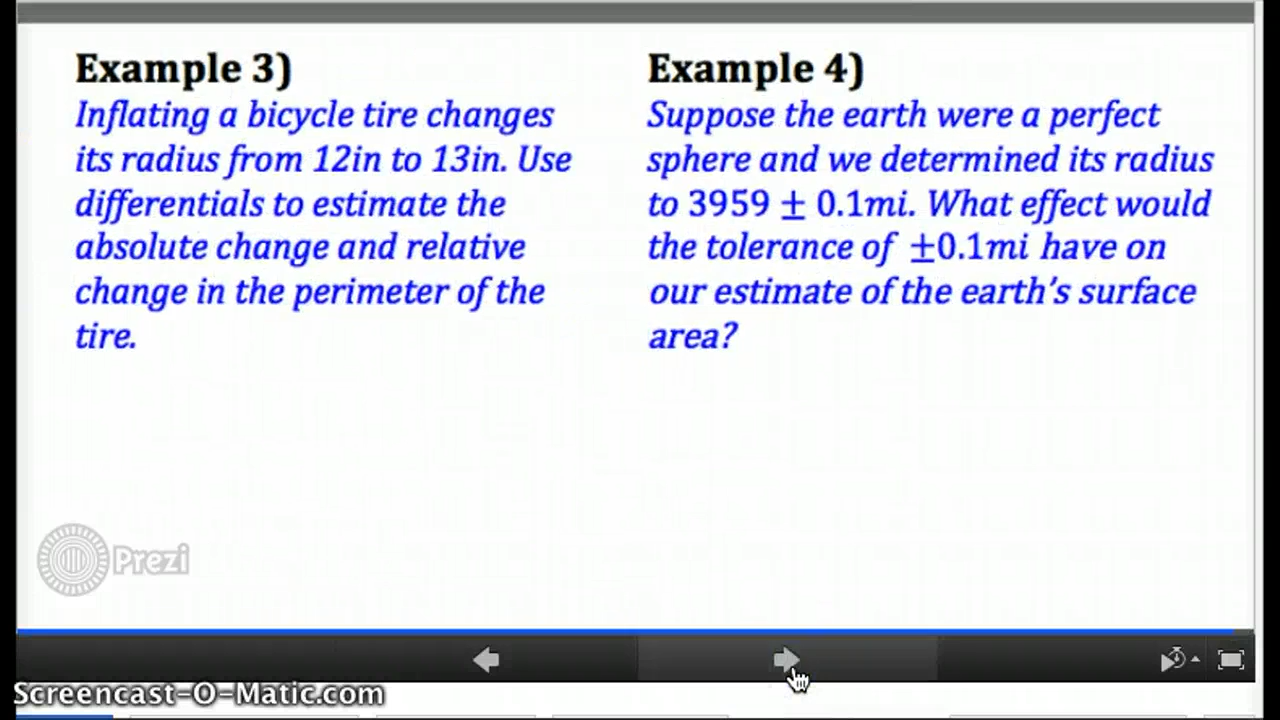 Example 3)
Inflating a bicycle tire changes
its radius from 12in to 13in. Use
differentials to estimate the
absolute change and relative
change in the perimeter of the
tire.
Example 4)
Suppose the earth were a perfect
sphere and we determined its radius
to 3959 ± 0.1mi. What effect would
the tolerance of ±0.1mi have on
our estimate of the earth's surface
area?
Prezi
Screencast-O-Matic.com